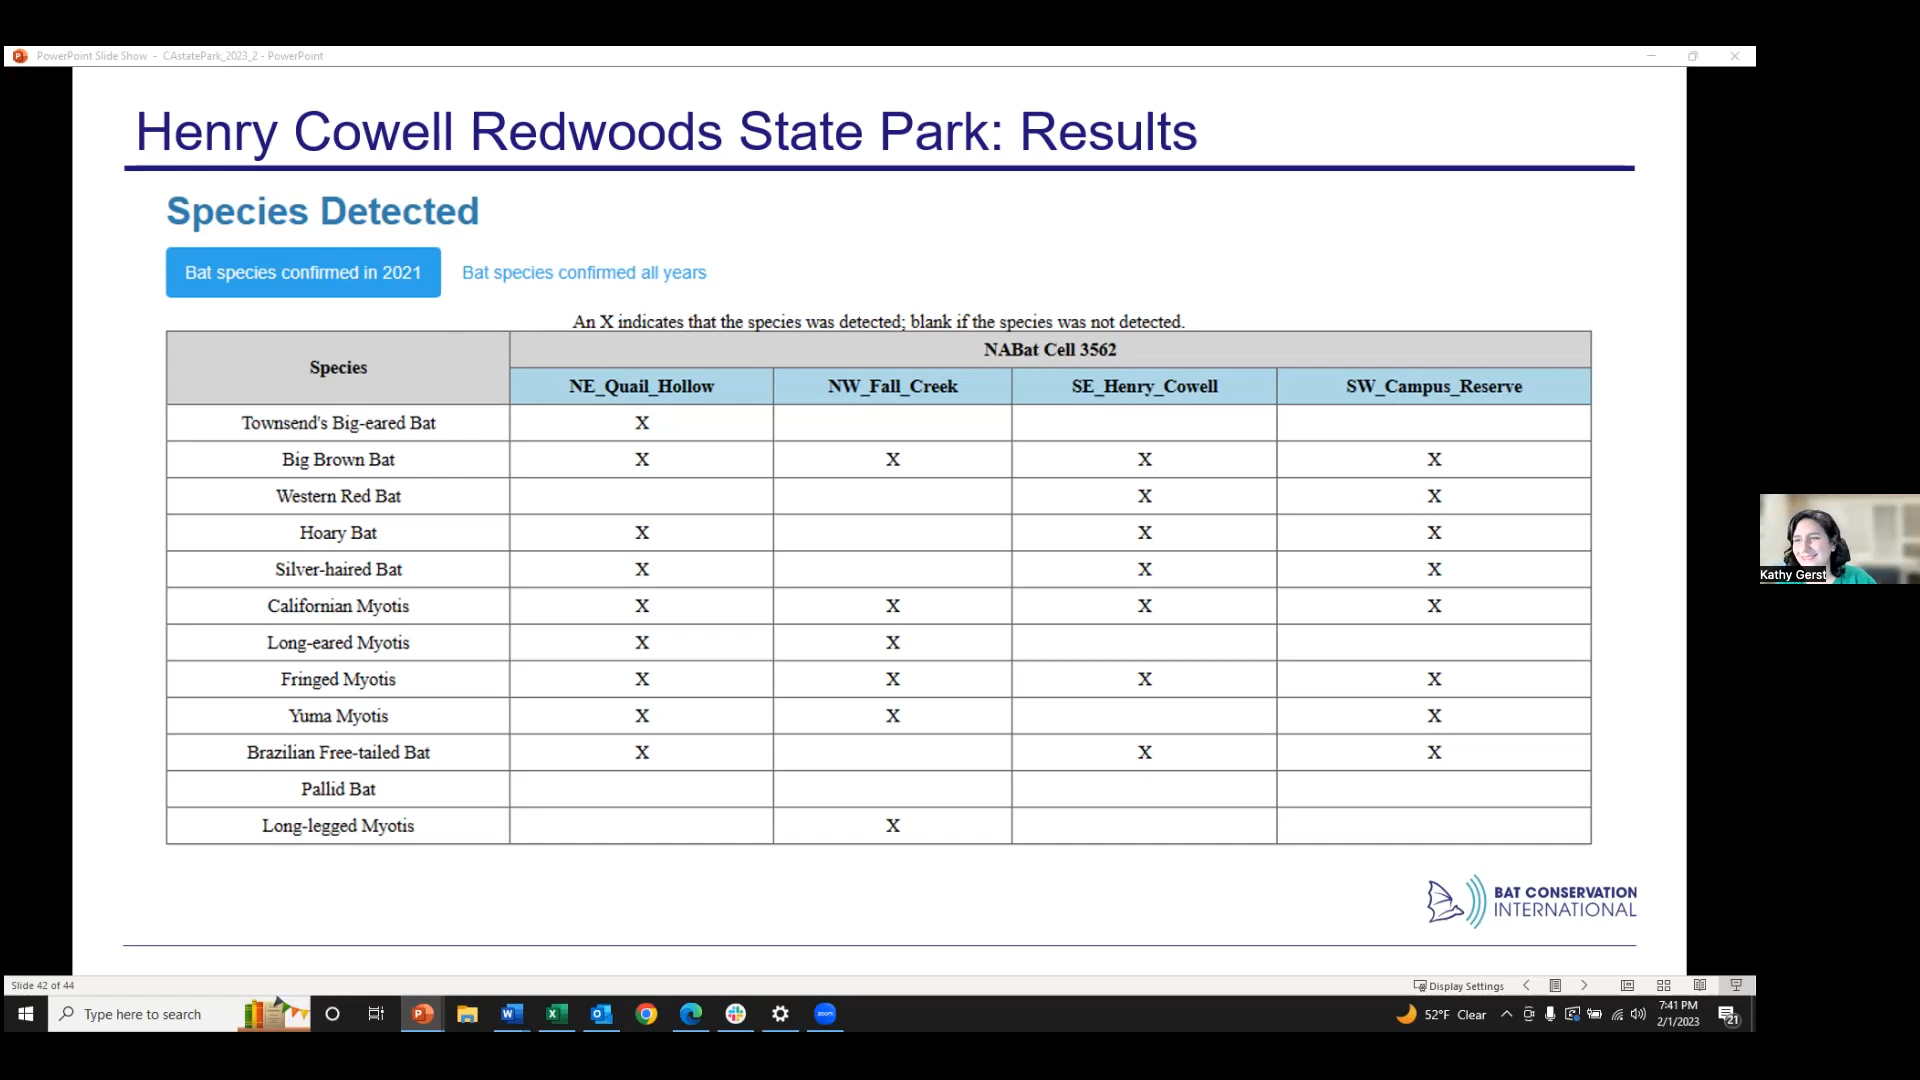 PowerPoint Slide Show - CAstatePark_2023_2 - PowerPoint
Henry Cowell Redwoods State Park: Results
Species Detected
Bat species confirmed in 2021 Bat species confirmed all years
An X indicates that the species was detected; blank if the species was not detected.
Species NABat Cell 3562
NE_Quail_Hollow NW_Fall_Creek SE_Henry_Cowell SW_Campus_Reserve
Townsend's Big-eared Bat X
Big Brown Bat X X X X
Western Red Bat X X
Hoary Bat X X X
Silver-haired Bat X X X
Californian Myotis X X X X
Long-eared Myotis X X
Fringed Myotis X X X X
Yuma Myotis X X X
Brazilian Free-tailed Bat X X X
Pallid Bat
Long-legged Myotis X
BAT CONSERVATION
INTERNATIONAL
Kathy Gerst
Slide 42 of 44 Display Settings
Type here to search 52°F Clear 7:41 PM
2/1/2023 21
zoom